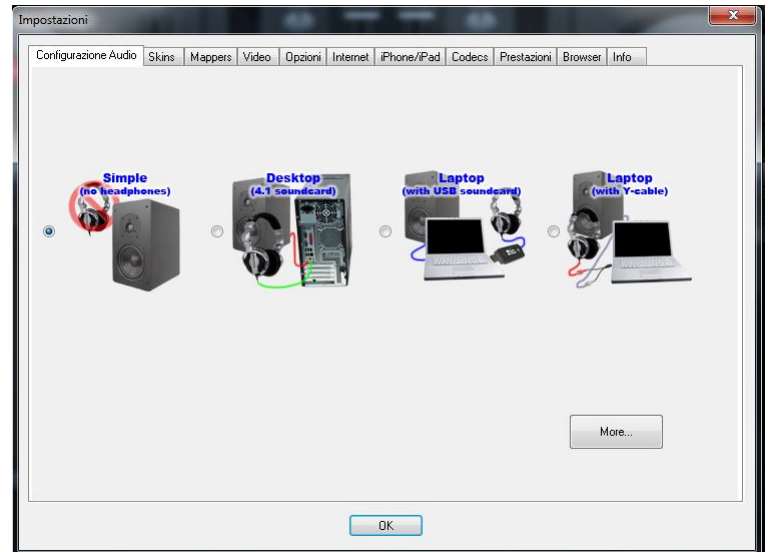 Impostazioni
Configurazione Audio Skins Mappers Video Opzioni Internet iPhone/iPad Codecs Prestazioni Browser Info
Simple
(no headphones)
Desktop
(4.1 soundcard)
Laptop
(with USB soundcard)
Laptop
(with Y-cable)
More...
OK